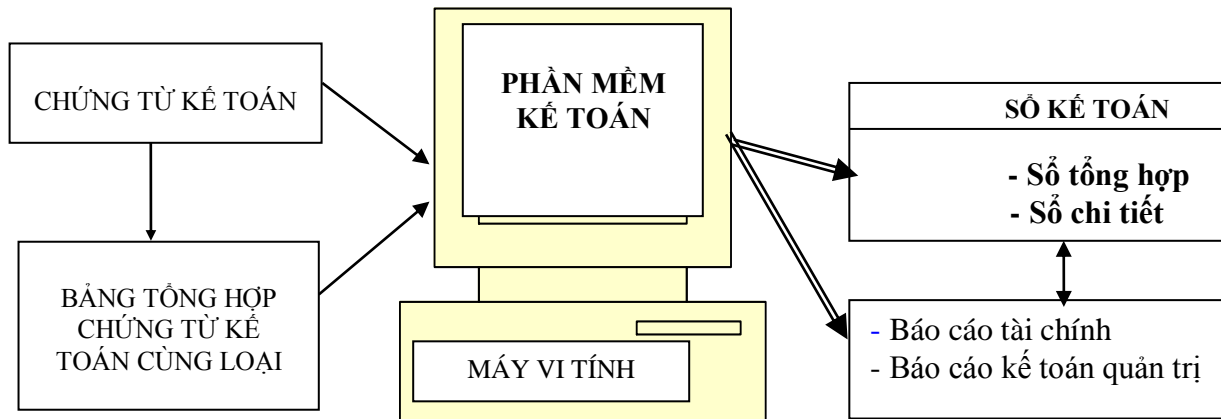 CHỨNG TỪ KẾ TOÁN
BẢNG TỔNG HỢP
CHỨNG TỪ KẾ
TOÁN CÙNG LOẠI
PHẦN MỀM
KẾ TOÁN
MÁY VI TÍNH
SỔ KẾ TOÁN
- Sổ tổng hợp
- Sổ chi tiết
- Báo cáo tài chính
- Báo cáo kế toán quản trị